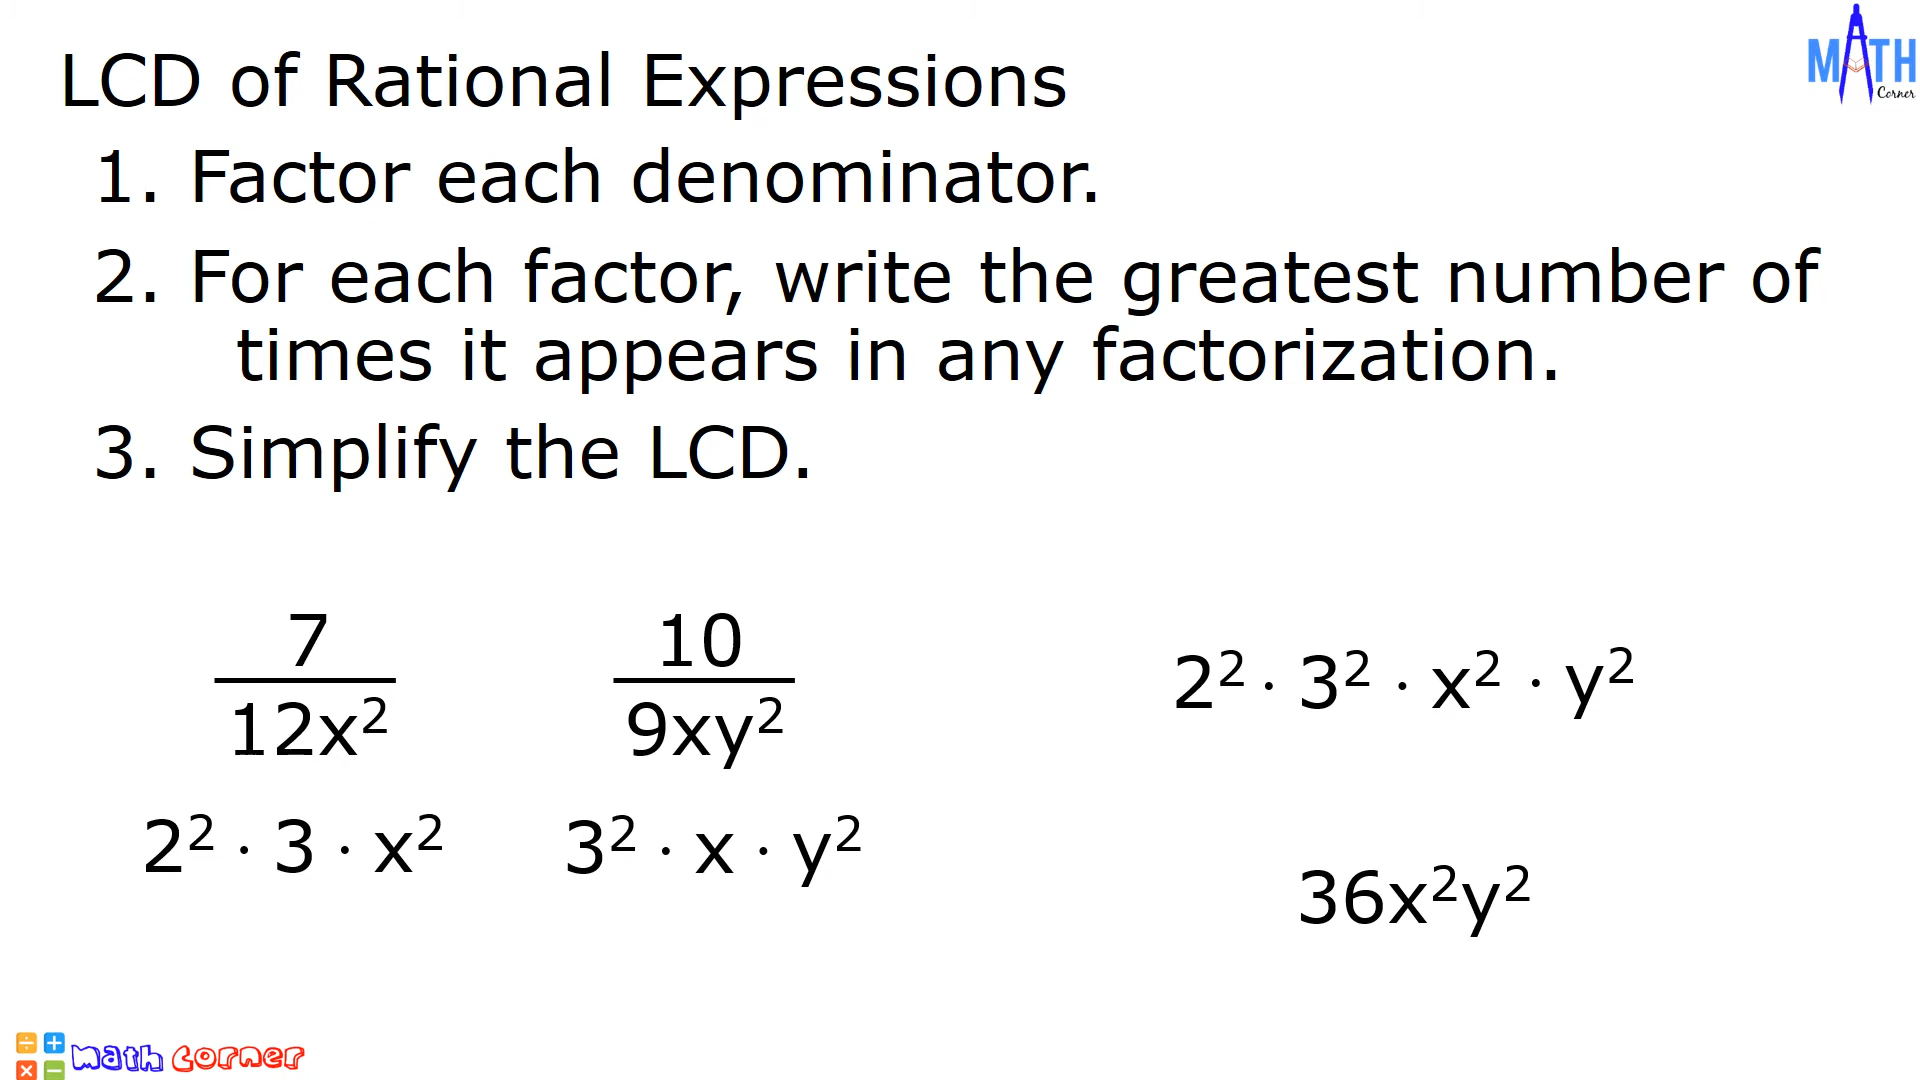 LCD of Rational Expressions
MATH
Corner
1. Factor each denominator.
2. For each factor, write the greatest number of
times it appears in any factorization.
3. Simplify the LCD.
7
12x²
10
9xy²
2² · 3² · x² · y²
2² · 3 · x²
3² · x · y²
36x²y²
÷ +
× −
math corner